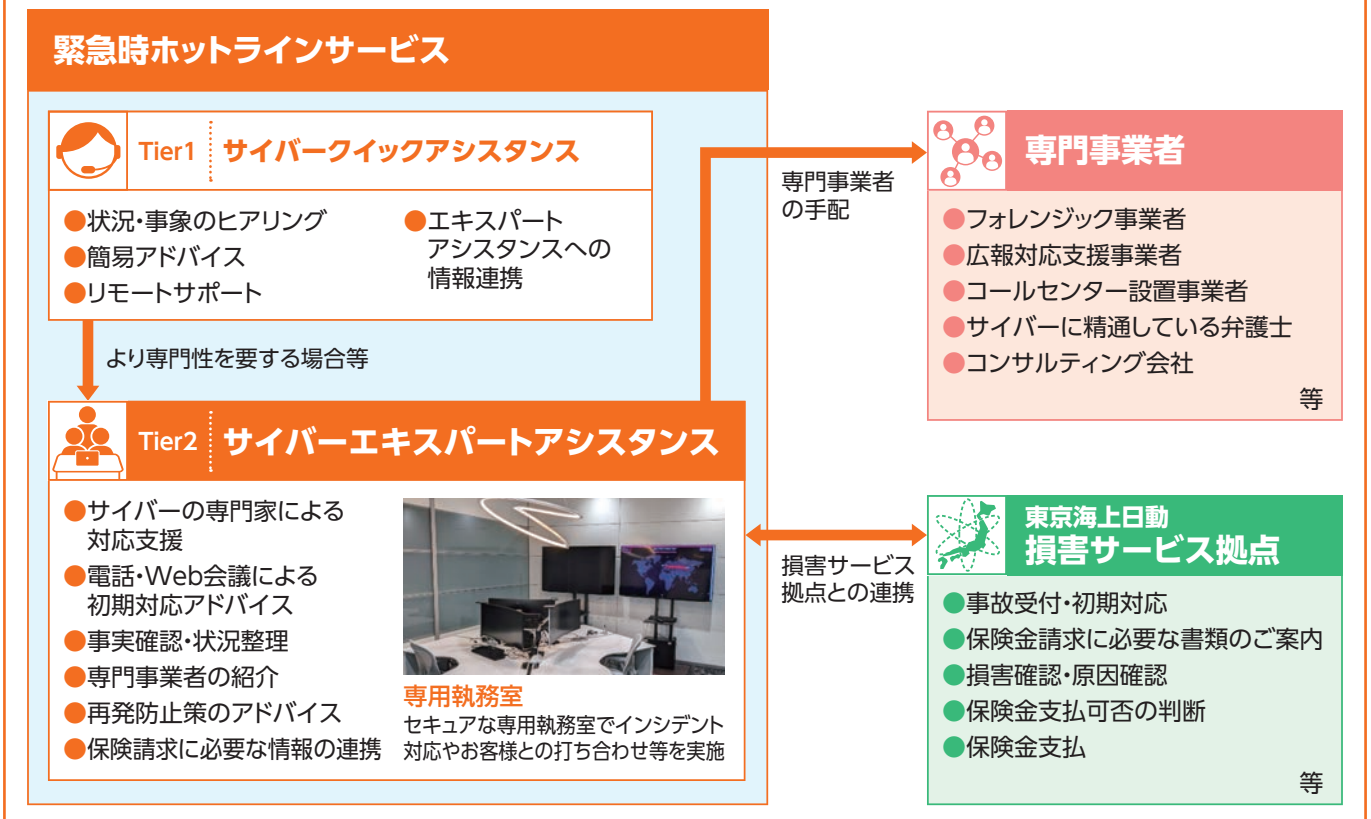 緊急時ホットラインサービス
Tier1 サイバークイックアシスタンス
●状況・事象のヒアリング
●簡易アドバイス
●リモートサポート
●エキスパート
アシスタンスへの
情報連携
より専門性を要する場合等
Tier2 サイバーエキスパートアシスタンス
●サイバーの専門家による
対応支援
●電話・Web会議による
初期対応アドバイス
●事実確認・状況整理
●専門事業者の紹介
●再発防止策のアドバイス
●保険請求に必要な情報の連携
専用執務室
セキュアな専用執務室でインシデント
対応やお客様との打ち合わせ等を実施
専門事業者
の手配
専門事業者
●フォレンジック事業者
●広報対応支援事業者
●コールセンター設置事業者
●サイバーに精通している弁護士
●コンサルティング会社
等
損害サービス
拠点との連携
東京海上日動
損害サービス拠点
●事故受付・初期対応
●保険金請求に必要な書類のご案内
●損害確認・原因確認
●保険金支払可否の判断
●保険金支払
等